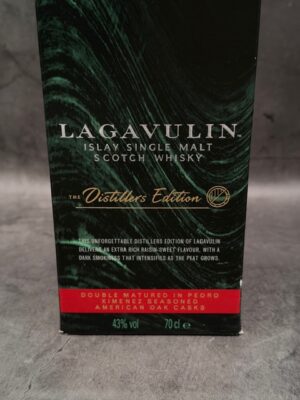 LAGAVULIN
ISLAY SINGLE MALT
SCOTCH WHISKY
THE Distillers Edition
THIS UNFORGETTABLE DISTILLERS EDITION OF LAGAVULIN
DELIVERS AN EXTRA RICH RAISIN-SWEET FLAVOUR, WITH A
DARK SMOKINESS THAT INTENSIFIED AS THE PEAT GROWS.
DOUBLE MATURED IN PEDRO
XIMENEZ SEASONED
AMERICAN OAK CASKS
43% vol 70 cl e